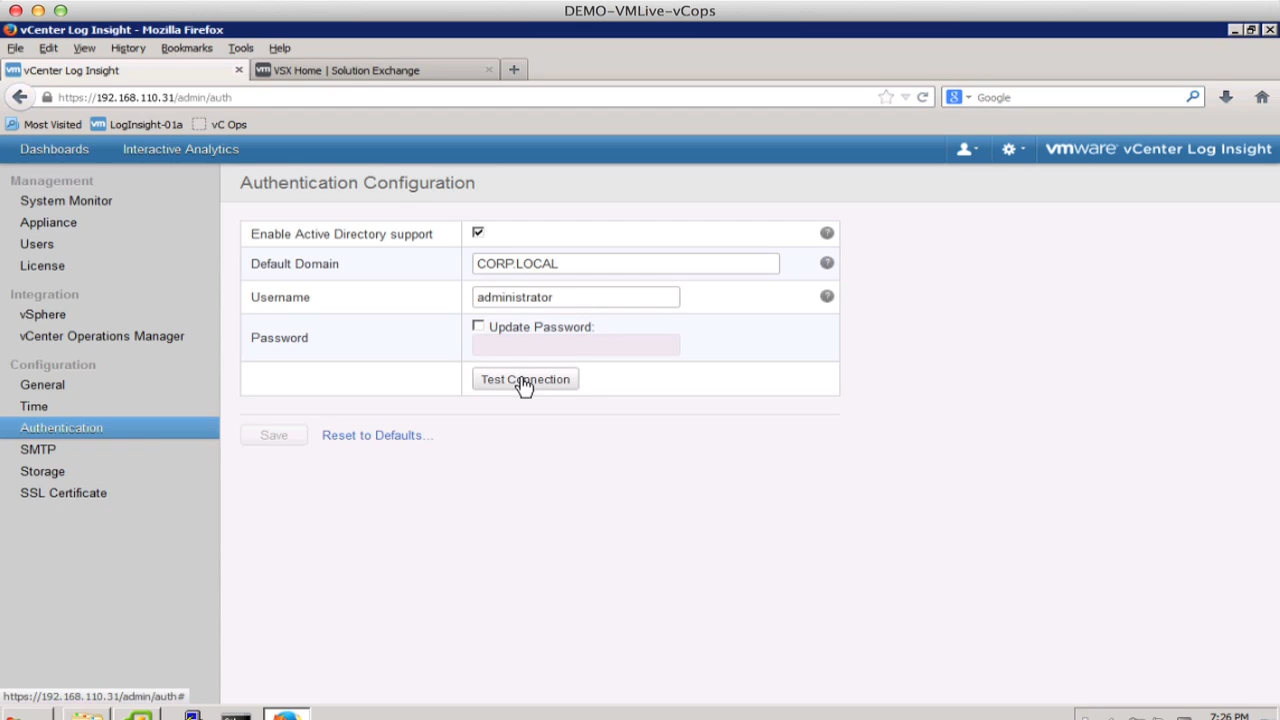 DEMO-VMLive-vCops
vCenter Log Insight - Mozilla Firefox
File Edit View History Bookmarks Tools Help
vm vCenter Log Insight × vm VSX Home | Solution Exchange × +
https://192.168.110.31/admin/auth Google
Most Visited vm LogInsight-01a vC Ops
Dashboards Interactive Analytics vmware vCenter Log Insight
Management
System Monitor
Appliance
Users
License
Integration
vSphere
vCenter Operations Manager
Configuration
General
Time
Authentication
SMTP
Storage
SSL Certificate
Authentication Configuration
Enable Active Directory support
Default Domain CORP.LOCAL
Username administrator
Password Update Password:
Test Connection
Save Reset to Defaults...
https://192.168.110.31/admin/auth#
7:26 PM